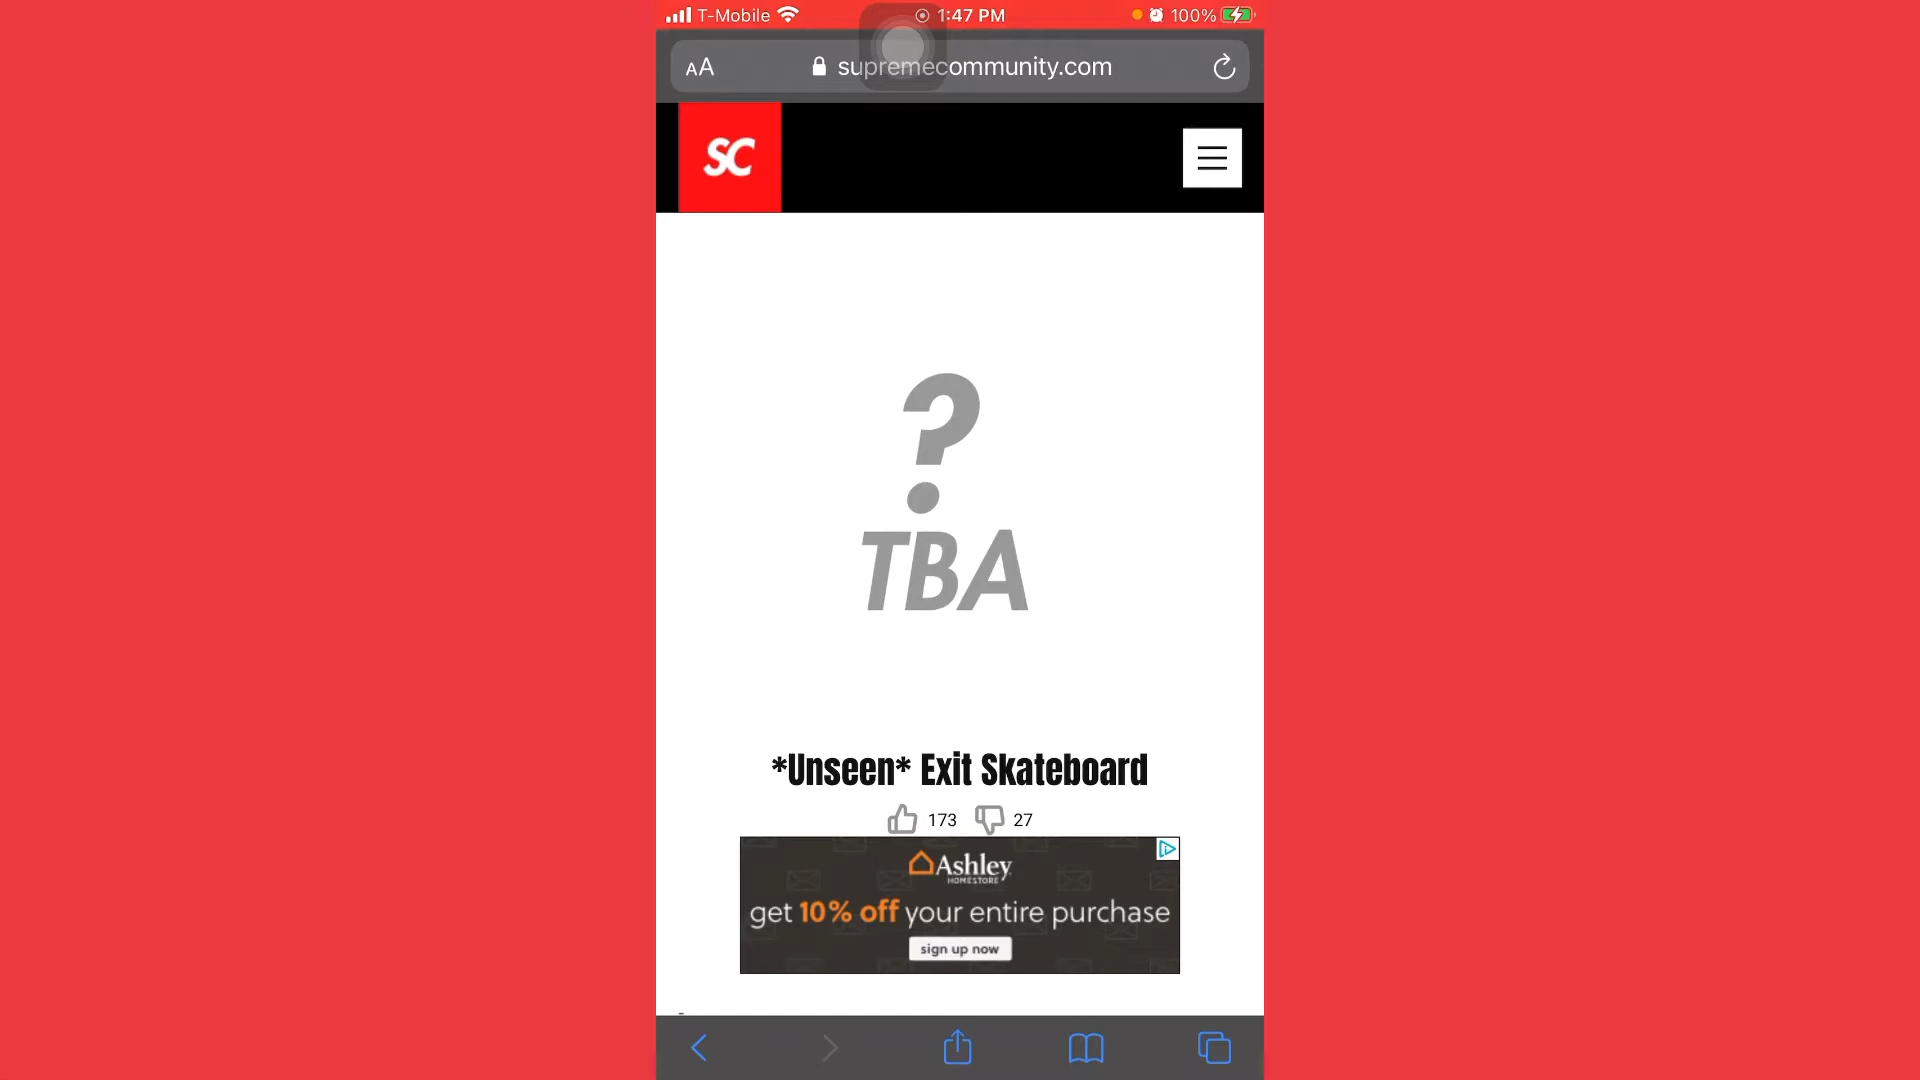 T-Mobile 1:47 PM 100%
AA supremecommunity.com
SC
?
TBA
*Unseen* Exit Skateboard
173 27
Ashley
HOMESTORE
get 10% off your entire purchase
sign up now